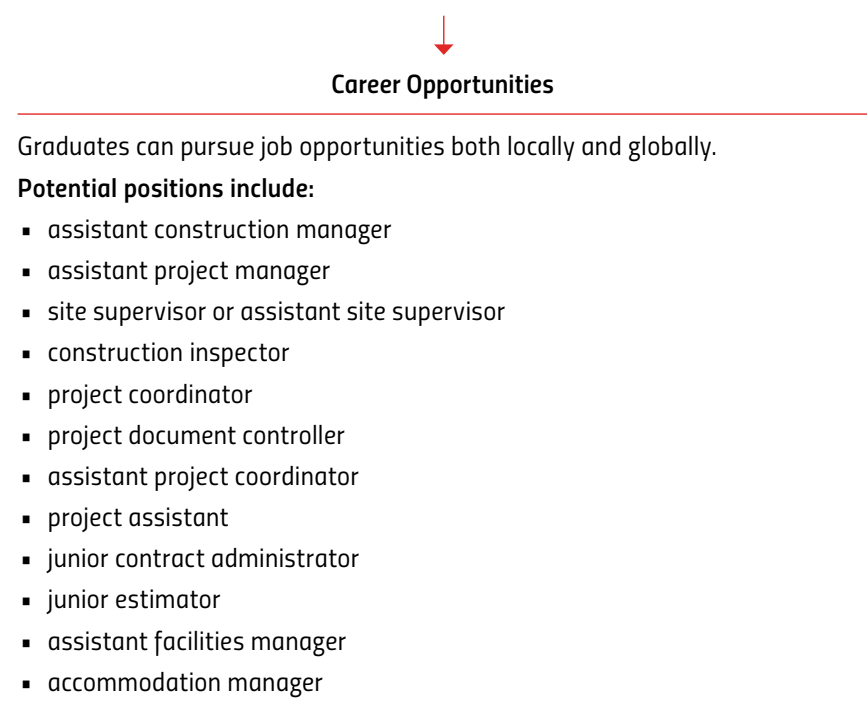 Career Opportunities
Graduates can pursue job opportunities both locally and globally.
Potential positions include:
▪ assistant construction manager
▪ assistant project manager
▪ site supervisor or assistant site supervisor
▪ construction inspector
▪ project coordinator
▪ project document controller
▪ assistant project coordinator
▪ project assistant
▪ junior contract administrator
▪ junior estimator
▪ assistant facilities manager
▪ accommodation manager